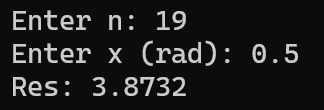 Enter n: 19
Enter x (rad): 0.5
Res: 3.8732